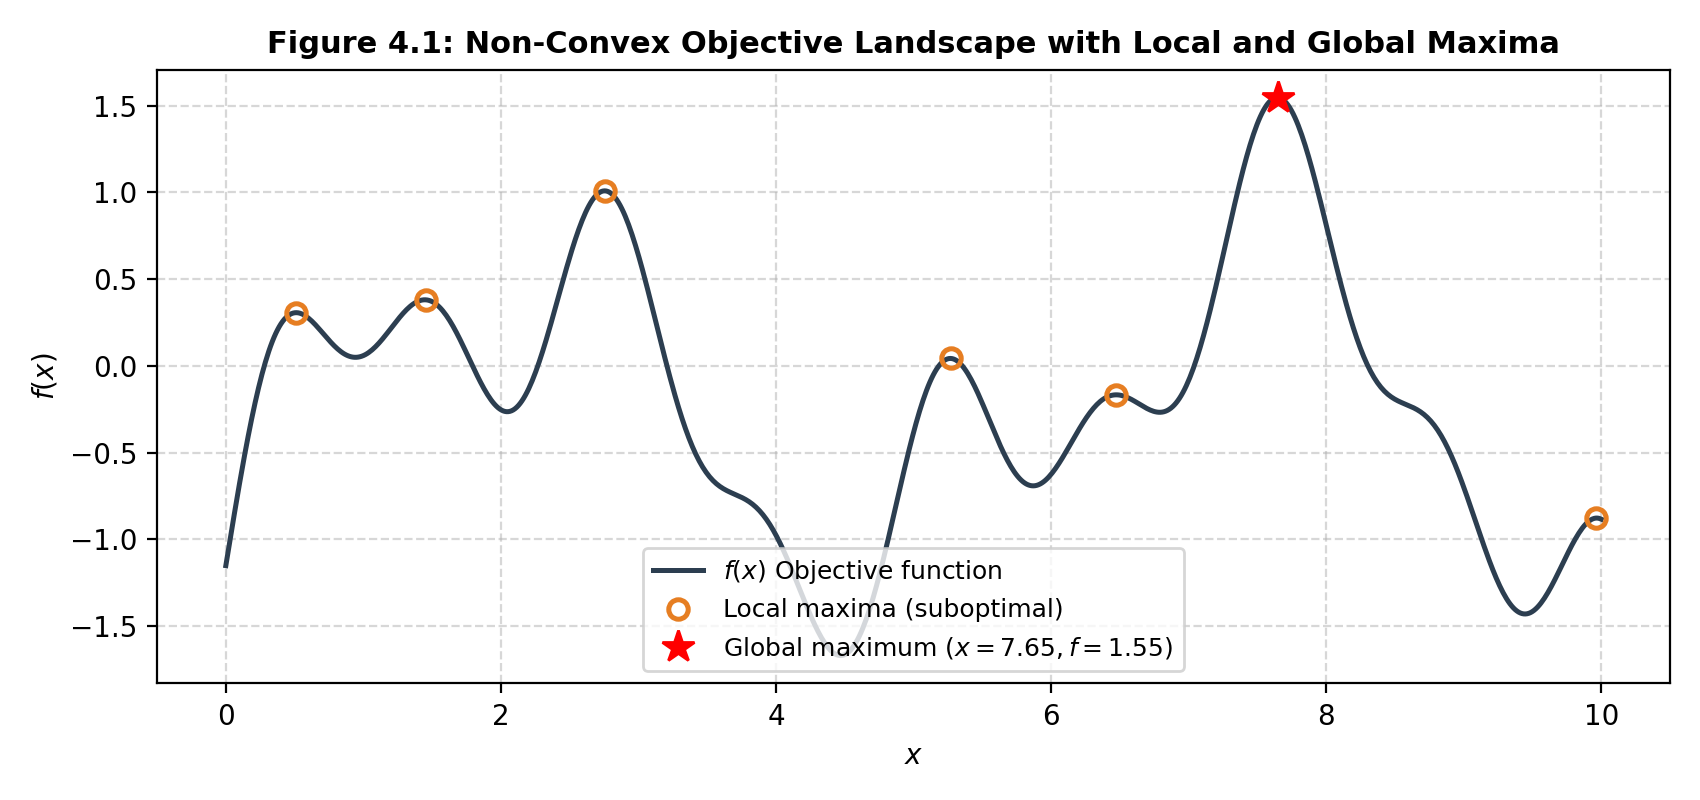 Figure 4.1: Non-Convex Objective Landscape with Local and Global Maxima
1.5
1.0
0.5
0.0
−0.5
−1.0
−1.5
f(x)
f(x) Objective function
Local maxima (suboptimal)
Global maximum (x = 7.65, f = 1.55)
0 2 4 6 8 10
x